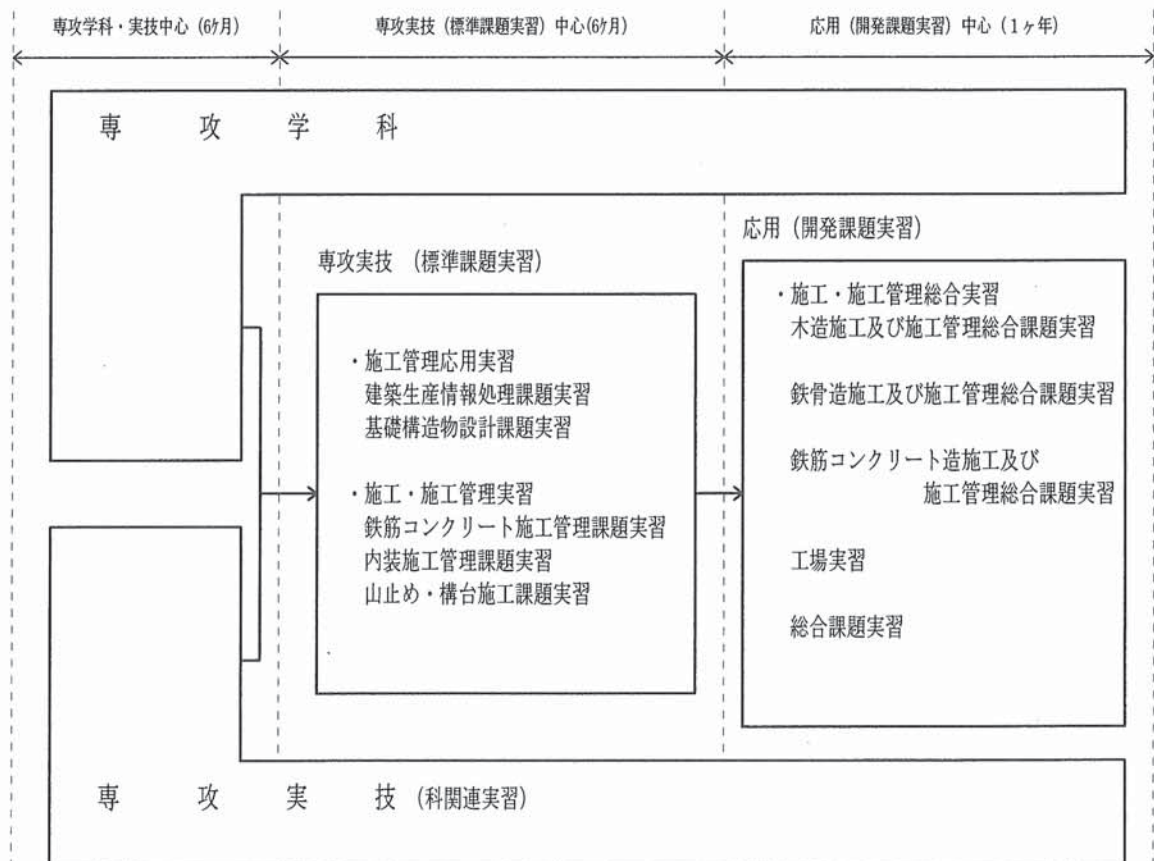 専攻学科・実技中心 (6ケ月)
専攻実技 (標準課題実習) 中心(6ケ月)
応用 (開発課題実習) 中心 (1ヶ年)
専攻学科
専攻実技 (標準課題実習)
・施工管理応用実習
建築生産情報処理課題実習
基礎構造物設計課題実習
・施工・施工管理実習
鉄筋コンクリート施工管理課題実習
内装施工管理課題実習
山止め・構台施工課題実習
応用 (開発課題実習)
・施工・施工管理総合実習
木造施工及び施工管理総合課題実習
鉄骨造施工及び施工管理総合課題実習
鉄筋コンクリート造施工及び
施工管理総合課題実習
工場実習
総合課題実習
専攻実技 (科関連実習)